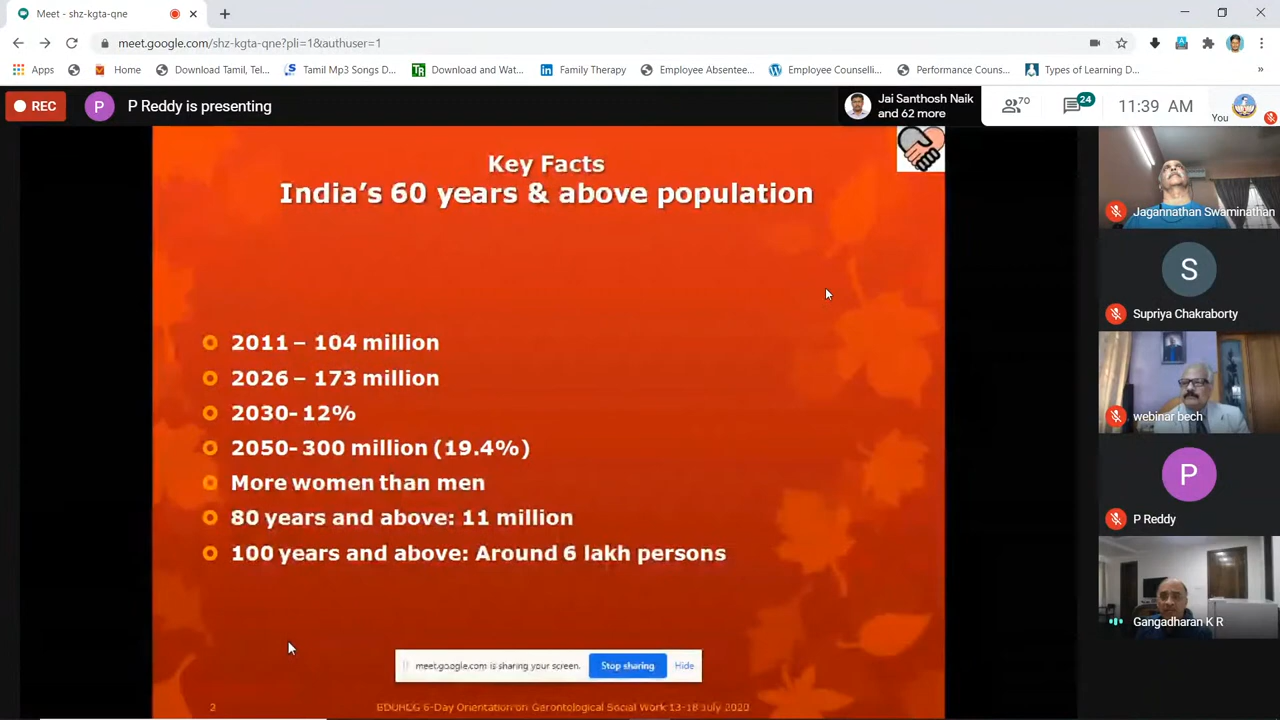 Meet - shz-kgta-qne
meet.google.com/shz-kgta-qne?pli=1&authuser=1
Apps Home Download Tamil, Tel... Tamil Mp3 Songs D... Download and Wat... Family Therapy Employee Absentee... Employee Counselli... Performance Couns... Types of Learning D... »
REC P P Reddy is presenting
Jai Santhosh Naik
and 62 more
70 24 11:39 AM You
Key Facts
India's 60 years & above population
2011 – 104 million
2026 – 173 million
2030- 12%
2050- 300 million (19.4%)
More women than men
80 years and above: 11 million
100 years and above: Around 6 lakh persons
meet.google.com is sharing your screen. Stop sharing Hide
2 6-Day Orientation on Gerontological Social Work 13-18 July 2020
Jagannathan Swaminathan
S
Supriya Chakraborty
webinar bech
P
P Reddy
Gangadharan K R